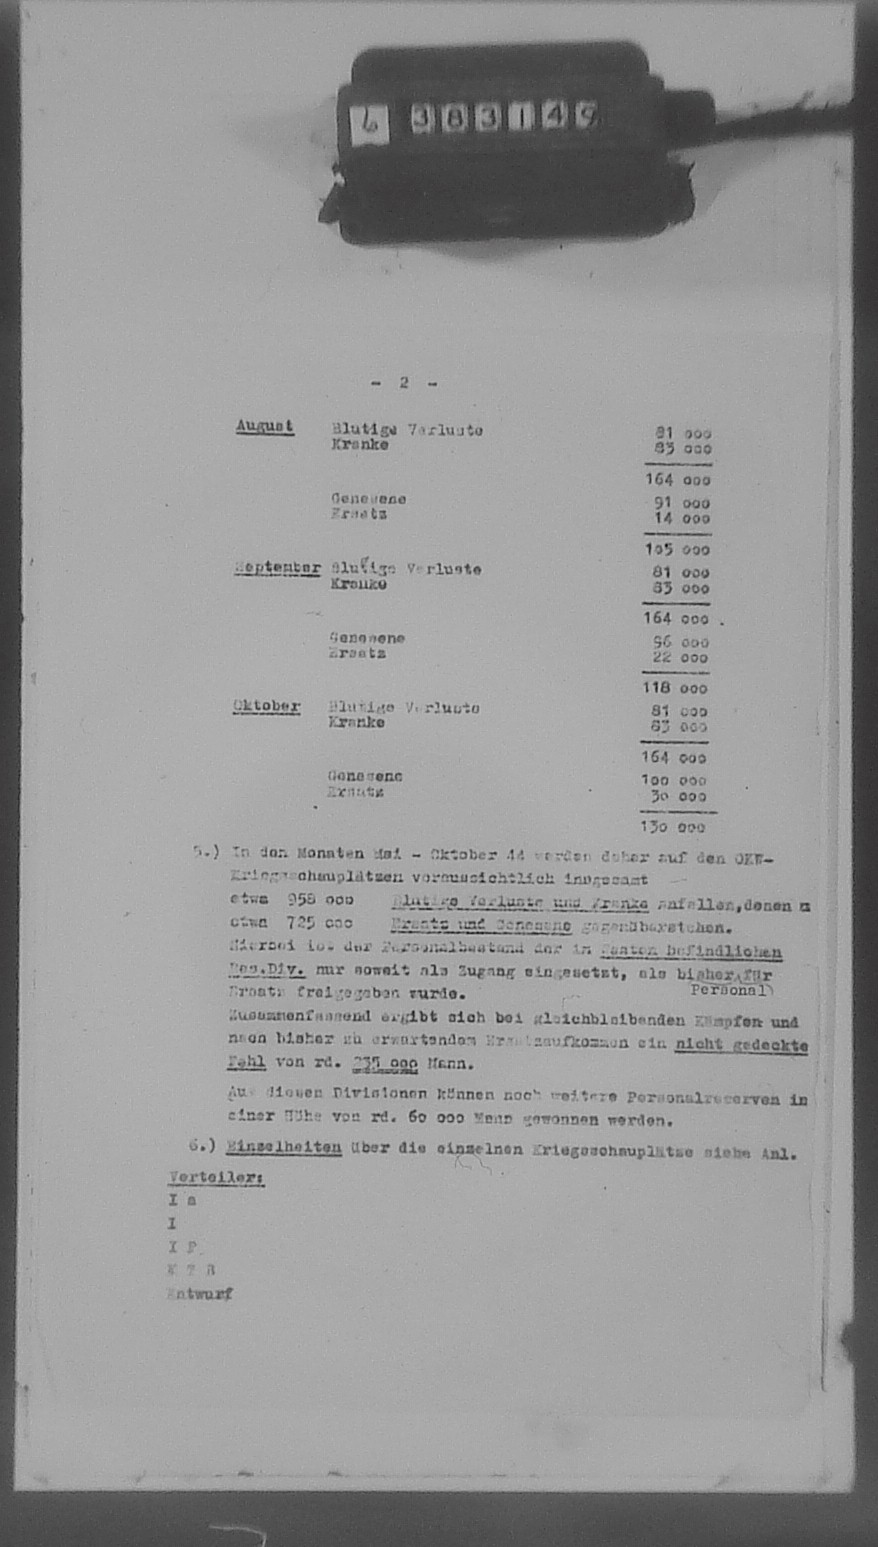 6 383149
- 2 -
August Blutige Verluste 81 000
Kranke 83 000
164 000
Genesene 91 000
Ersatz 14 000
105 000
September Blutige Verluste 81 000
Kranke 83 000
164 000 .
Genesene 96 000
Ersatz 22 000
118 000
Oktober Blutige Verluste 81 000
Kranke 83 000
164 000
Genesene 100 000
Ersatz 30 000
130 000
5.) In den Monaten Mai - Oktober 44 werden daher auf den OKW-
Kriegsschauplätzen voraussichtlich insgesamt
etwa 958 000 Blutige Verluste und Kranke anfallen,denen
etwa 725 000 Ersatz und Genesene gegenüberstehen.
Hierbei ist der Personalbestand der im Westen befindlichen
Res.Div. nur soweit als Zugang eingesetzt, als bisher für
Ersatz freigegeben wurde. Personal
Zusammenfassend ergibt sich bei gleichbleibenden Kämpfen und
nach bisher zu erwartendem Ersatzaufkommen ein nicht gedeckte
Fehl von rd. 235 000 Mann.
Aus diesen Divisionen können noch weitere Personalreserven in
einer Höhe von rd. 60 000 Mann gewonnen werden.
6.) Einzelheiten über die einzelnen Kriegsschauplätze siehe Anl.
Verteiler:
I a
I
I F
K T B
Entwurf